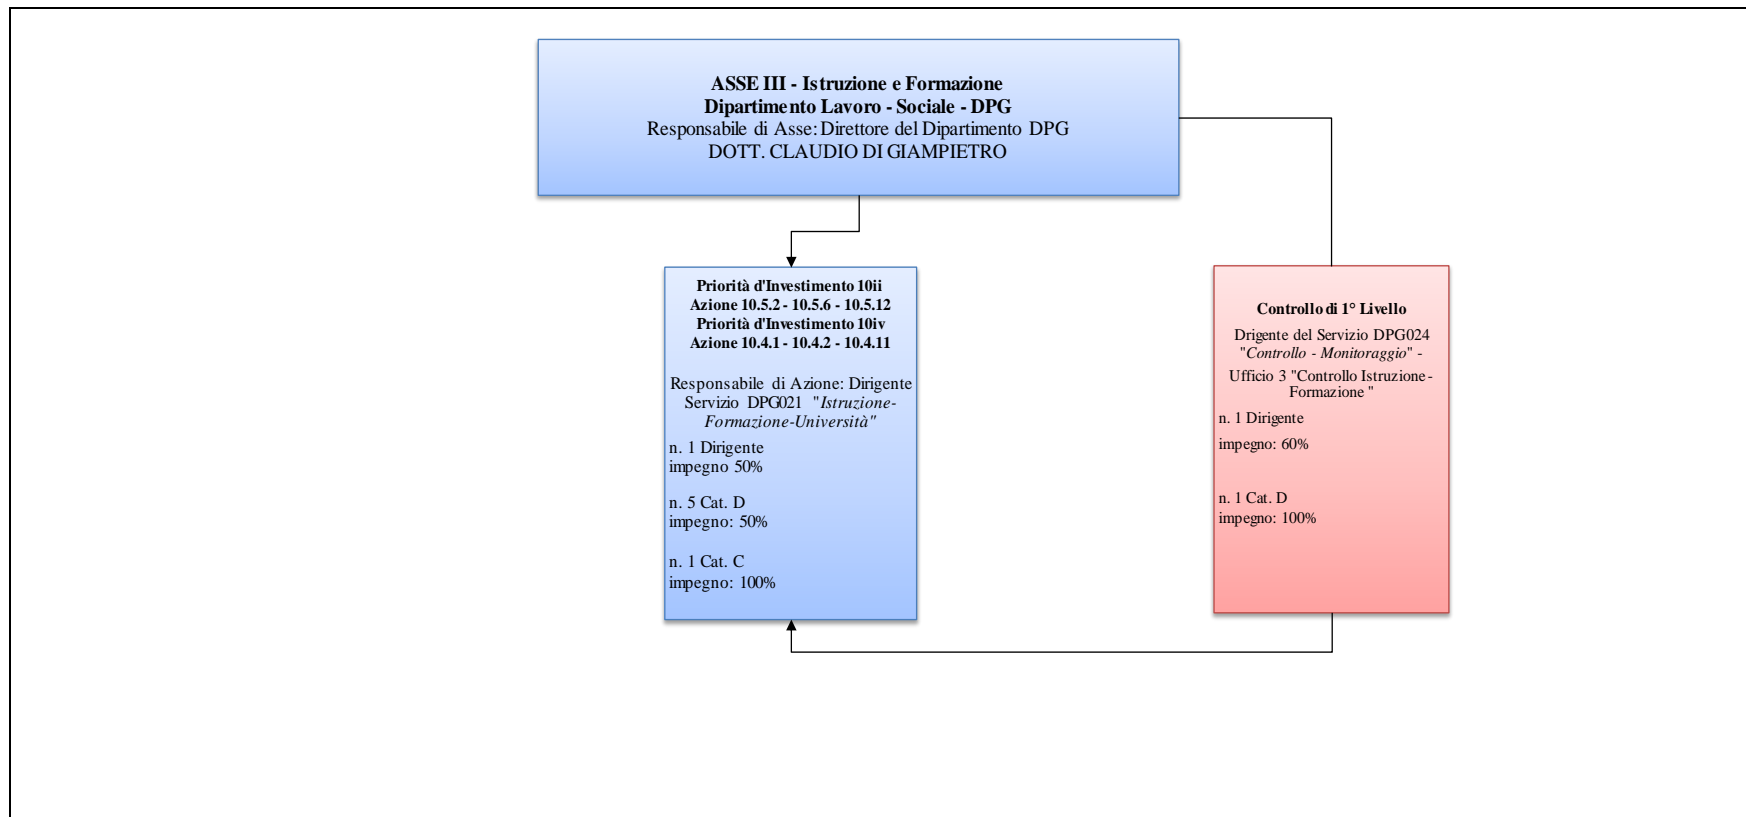 ASSE III - Istruzione e Formazione
Dipartimento Lavoro - Sociale - DPG
Responsabile di Asse: Direttore del Dipartimento DPG
DOTT. CLAUDIO DI GIAMPIETRO
Priorità d'Investimento 10ii
Azione 10.5.2 - 10.5.6 - 10.5.12
Priorità d'Investimento 10iv
Azione 10.4.1 - 10.4.2 - 10.4.11
Responsabile di Azione: Dirigente
Servizio DPG021 "Istruzione-
Formazione-Università"
n. 1 Dirigente
impegno 50%
n. 5 Cat. D
impegno: 50%
n. 1 Cat. C
impegno: 100%
Controllo di 1° Livello
Drigente del Servizio DPG024
"Controllo - Monitoraggio" -
Ufficio 3 "Controllo Istruzione-
Formazione "
n. 1 Dirigente
impegno: 60%
n. 1 Cat. D
impegno: 100%